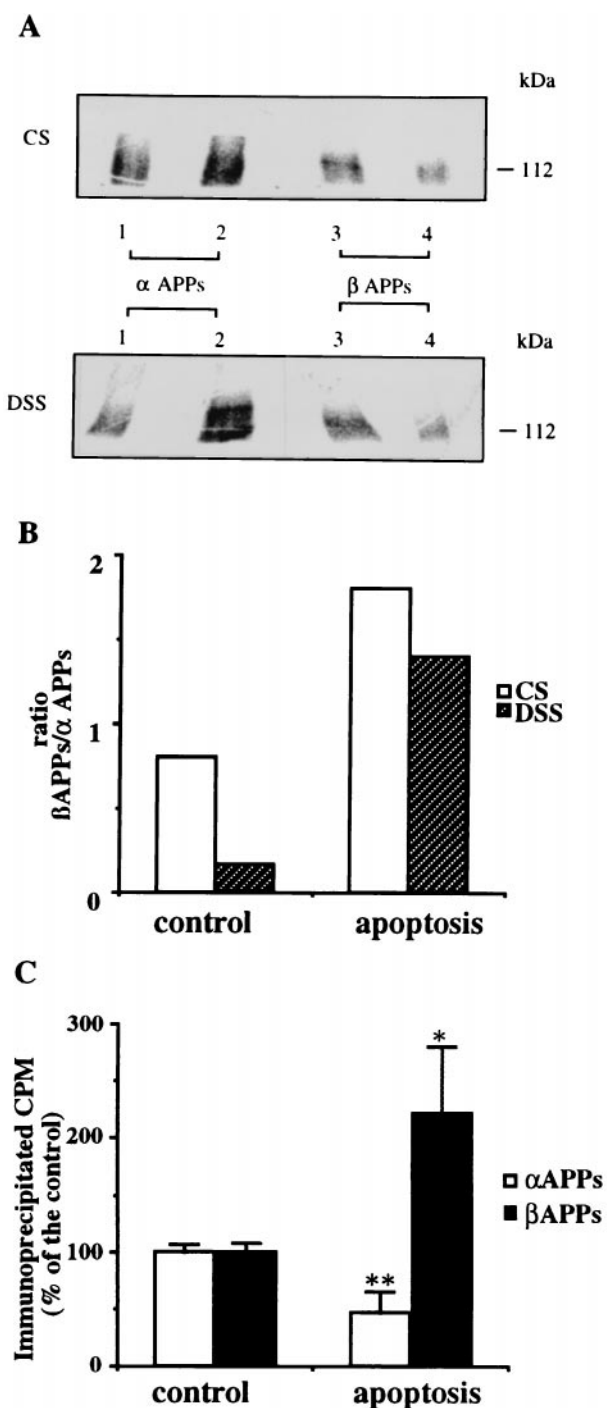 A
kDa
CS
– 112
1 2 3 4
α APPs β APPs
1 2 3 4
kDa
DSS
– 112
B
2
1
0
ratio
ßAPPs/α APPs
CS
DSS
control apoptosis
C
300
200
100
0
Immunoprecipitated CPM
(% of the control)
*
**
αAPPs
βAPPs
control apoptosis